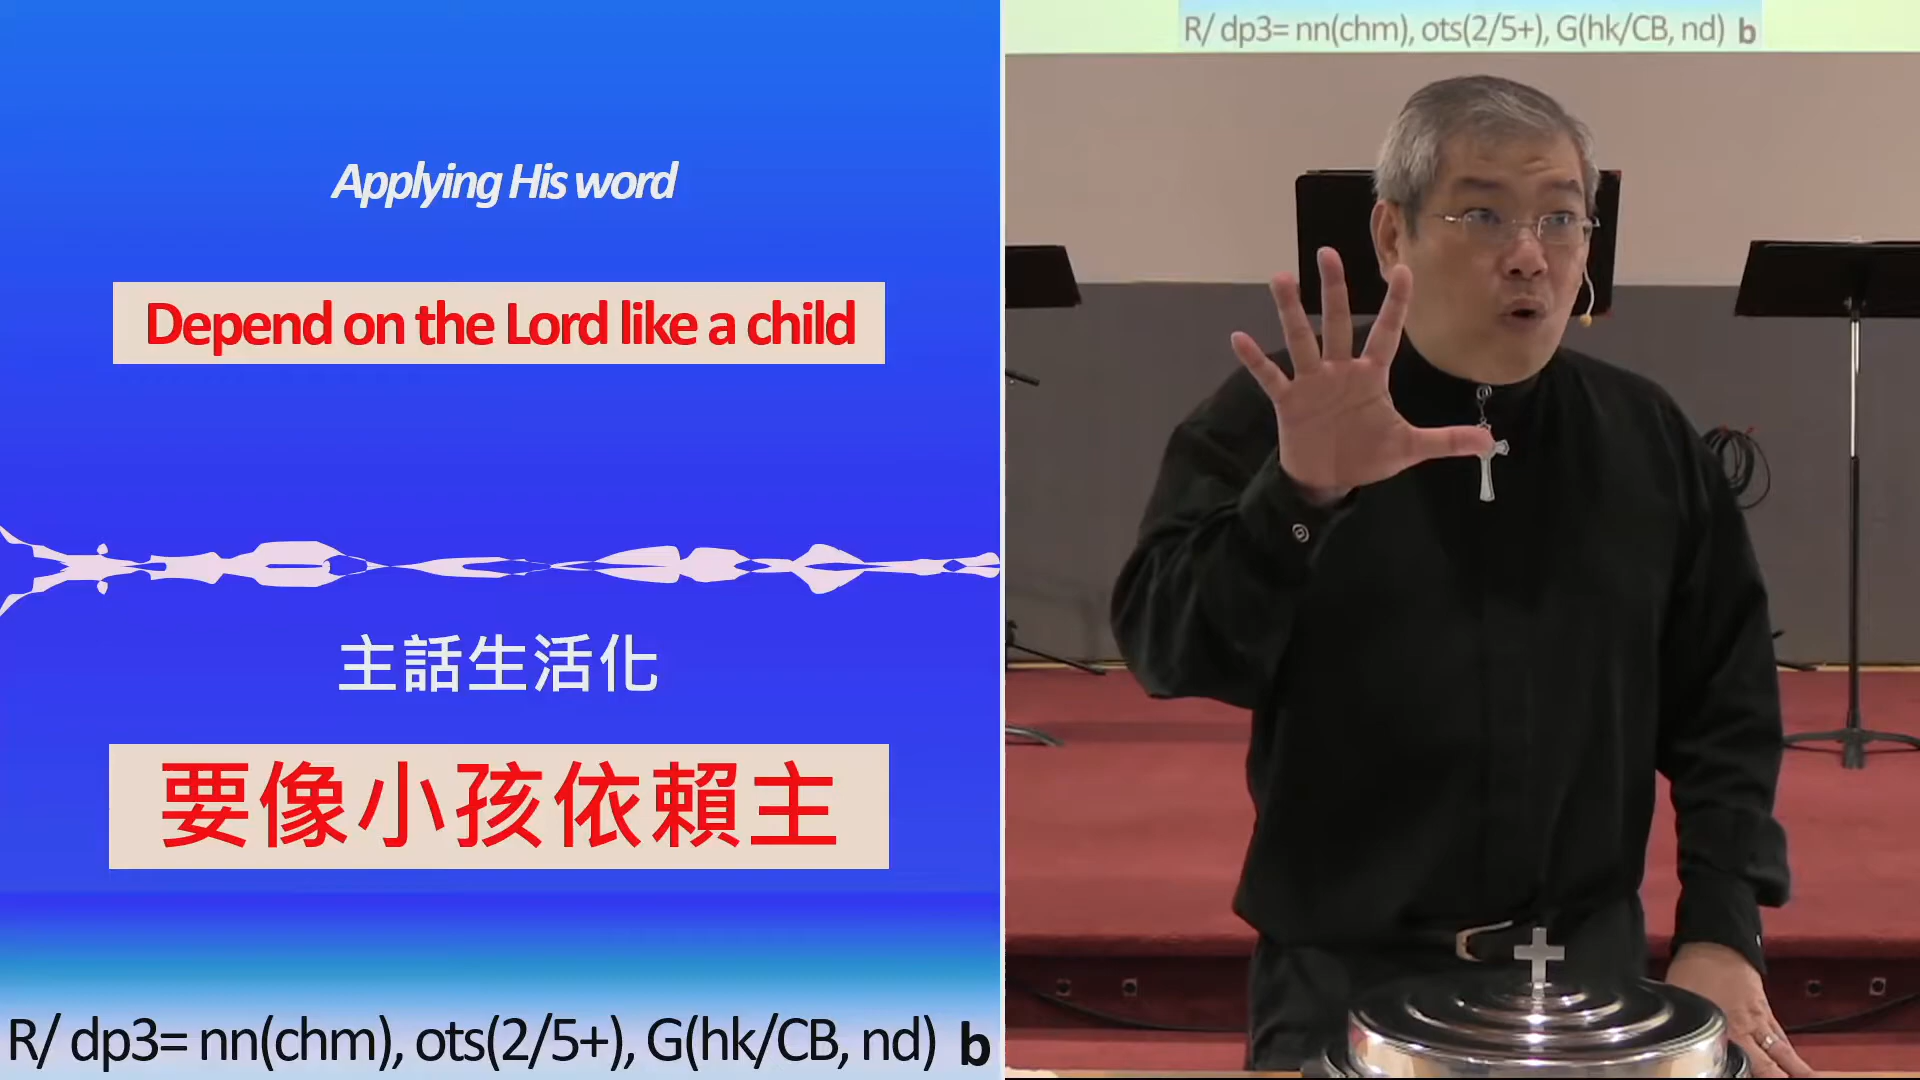 Applying His word
Depend on the Lord like a child
主話生活化
要像小孩依賴主
R/ dp3= nn(chm), ots(2/5+), G(hk/CB, nd) b
R/ dp3= nn(chm), ots(2/5+), G(hk/CB, nd) b